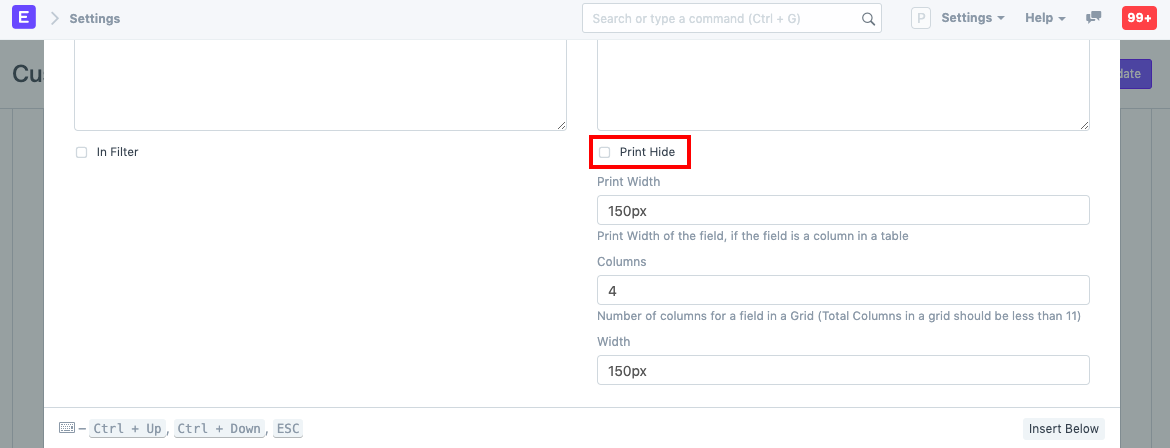 E
Settings
Search or type a command (Ctrl + G)
P
Settings
Help
99+
Cus
date
In Filter
Print Hide
Print Width
150px
Print Width of the field, if the field is a column in a table
Columns
4
Number of columns for a field in a Grid (Total Columns in a grid should be less than 11)
Width
150px
– Ctrl + Up, Ctrl + Down, ESC
Insert Below